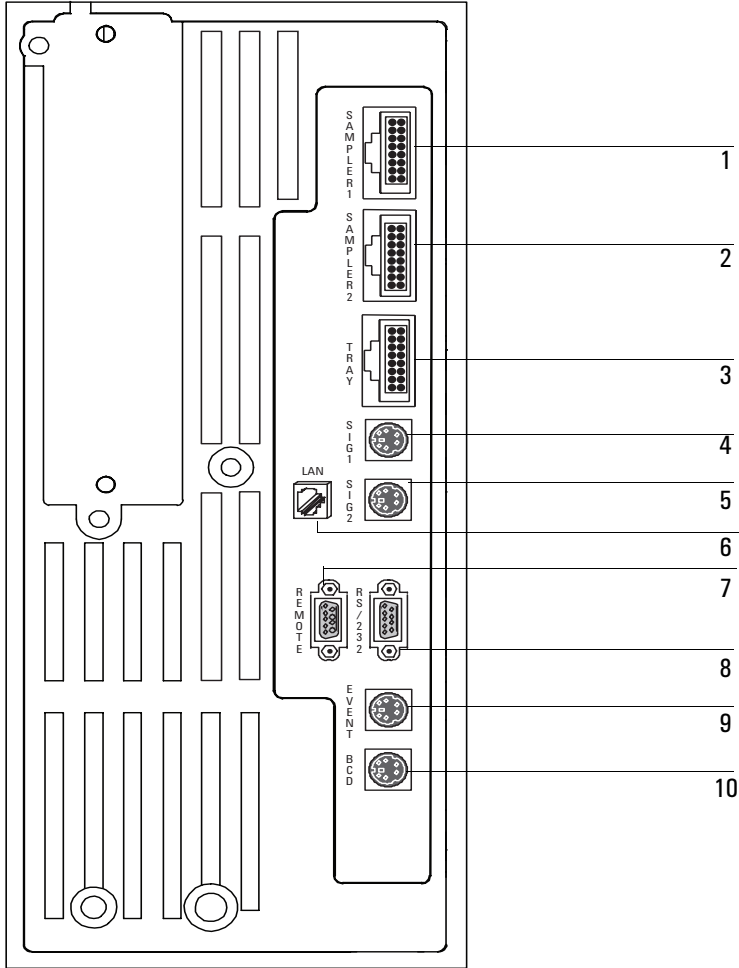 SAMPLER1
1
SAMPLER2
2
TRAY
3
SIG1
4
LAN
SIG2
5
6
REMOTE
RS/232
7
8
EVENT
9
BCD
10